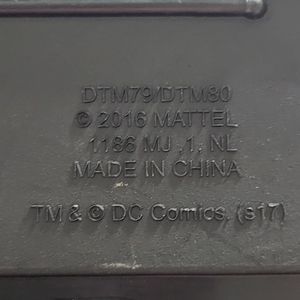 DTM79/DTM80
© 2016 MATTEL
1186 MJ ,1, NL
MADE IN CHINA
TM & © DC Comics. (s17)